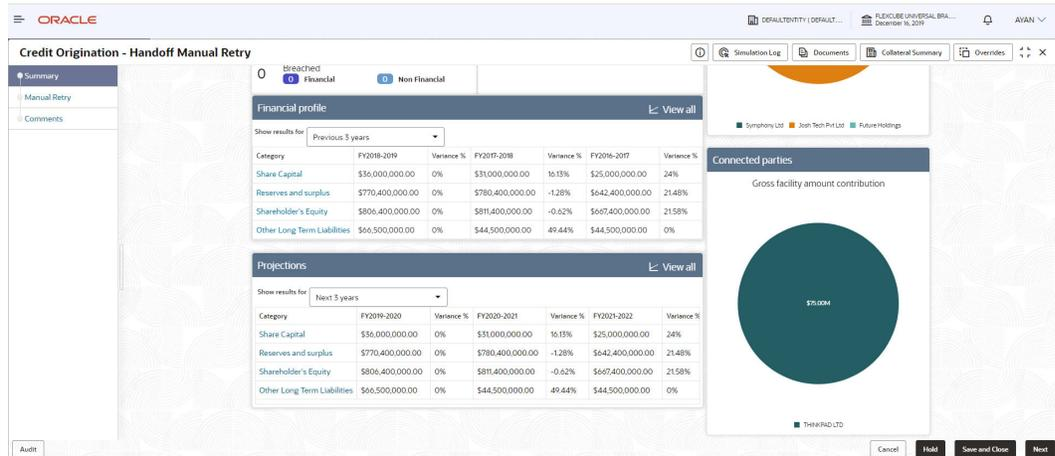 ORACLE
DEFAULTENTITY ( DEFAULT....
FLEXCUBE UNIVERSAL BRA....
December 16, 2019
AYAN
Credit Origination - Handoff Manual Retry
Simulation Log
Documents
Collateral Summary
Overrides
Summary
Manual Retry
Comments
0 Breached
0 Financial 0 Non Financial
Financial profile View all
Show results for Previous 3 years
Category FY2018-2019 Variance % FY2017-2018 Variance % FY2016-2017 Variance %
Share Capital $36,000,000.00 0% $31,000,000.00 16.13% $25,000,000.00 24%
Reserves and surplus $770,400,000.00 0% $780,400,000.00 -1.28% $642,400,000.00 21.48%
Shareholder's Equity $806,400,000.00 0% $811,400,000.00 -0.62% $667,400,000.00 21.58%
Other Long Term Liabilities $66,500,000.00 0% $44,500,000.00 49.44% $44,500,000.00 0%
Projections View all
Show results for Next 3 years
Category FY2019-2020 Variance % FY2020-2021 Variance % FY2021-2022 Variance %
Share Capital $36,000,000.00 0% $31,000,000.00 16.13% $25,000,000.00 24%
Reserves and surplus $770,400,000.00 0% $780,400,000.00 -1.28% $642,400,000.00 21.48%
Shareholder's Equity $806,400,000.00 0% $811,400,000.00 -0.62% $667,400,000.00 21.58%
Other Long Term Liabilities $66,500,000.00 0% $44,500,000.00 49.44% $44,500,000.00 0%
Symphony Ltd Josh Tech Pvt Ltd Future Holdings
Connected parties
Gross facility amount contribution
$75.00M
THINKPAD LTD
Audit
Cancel
Hold
Save and Close
Next